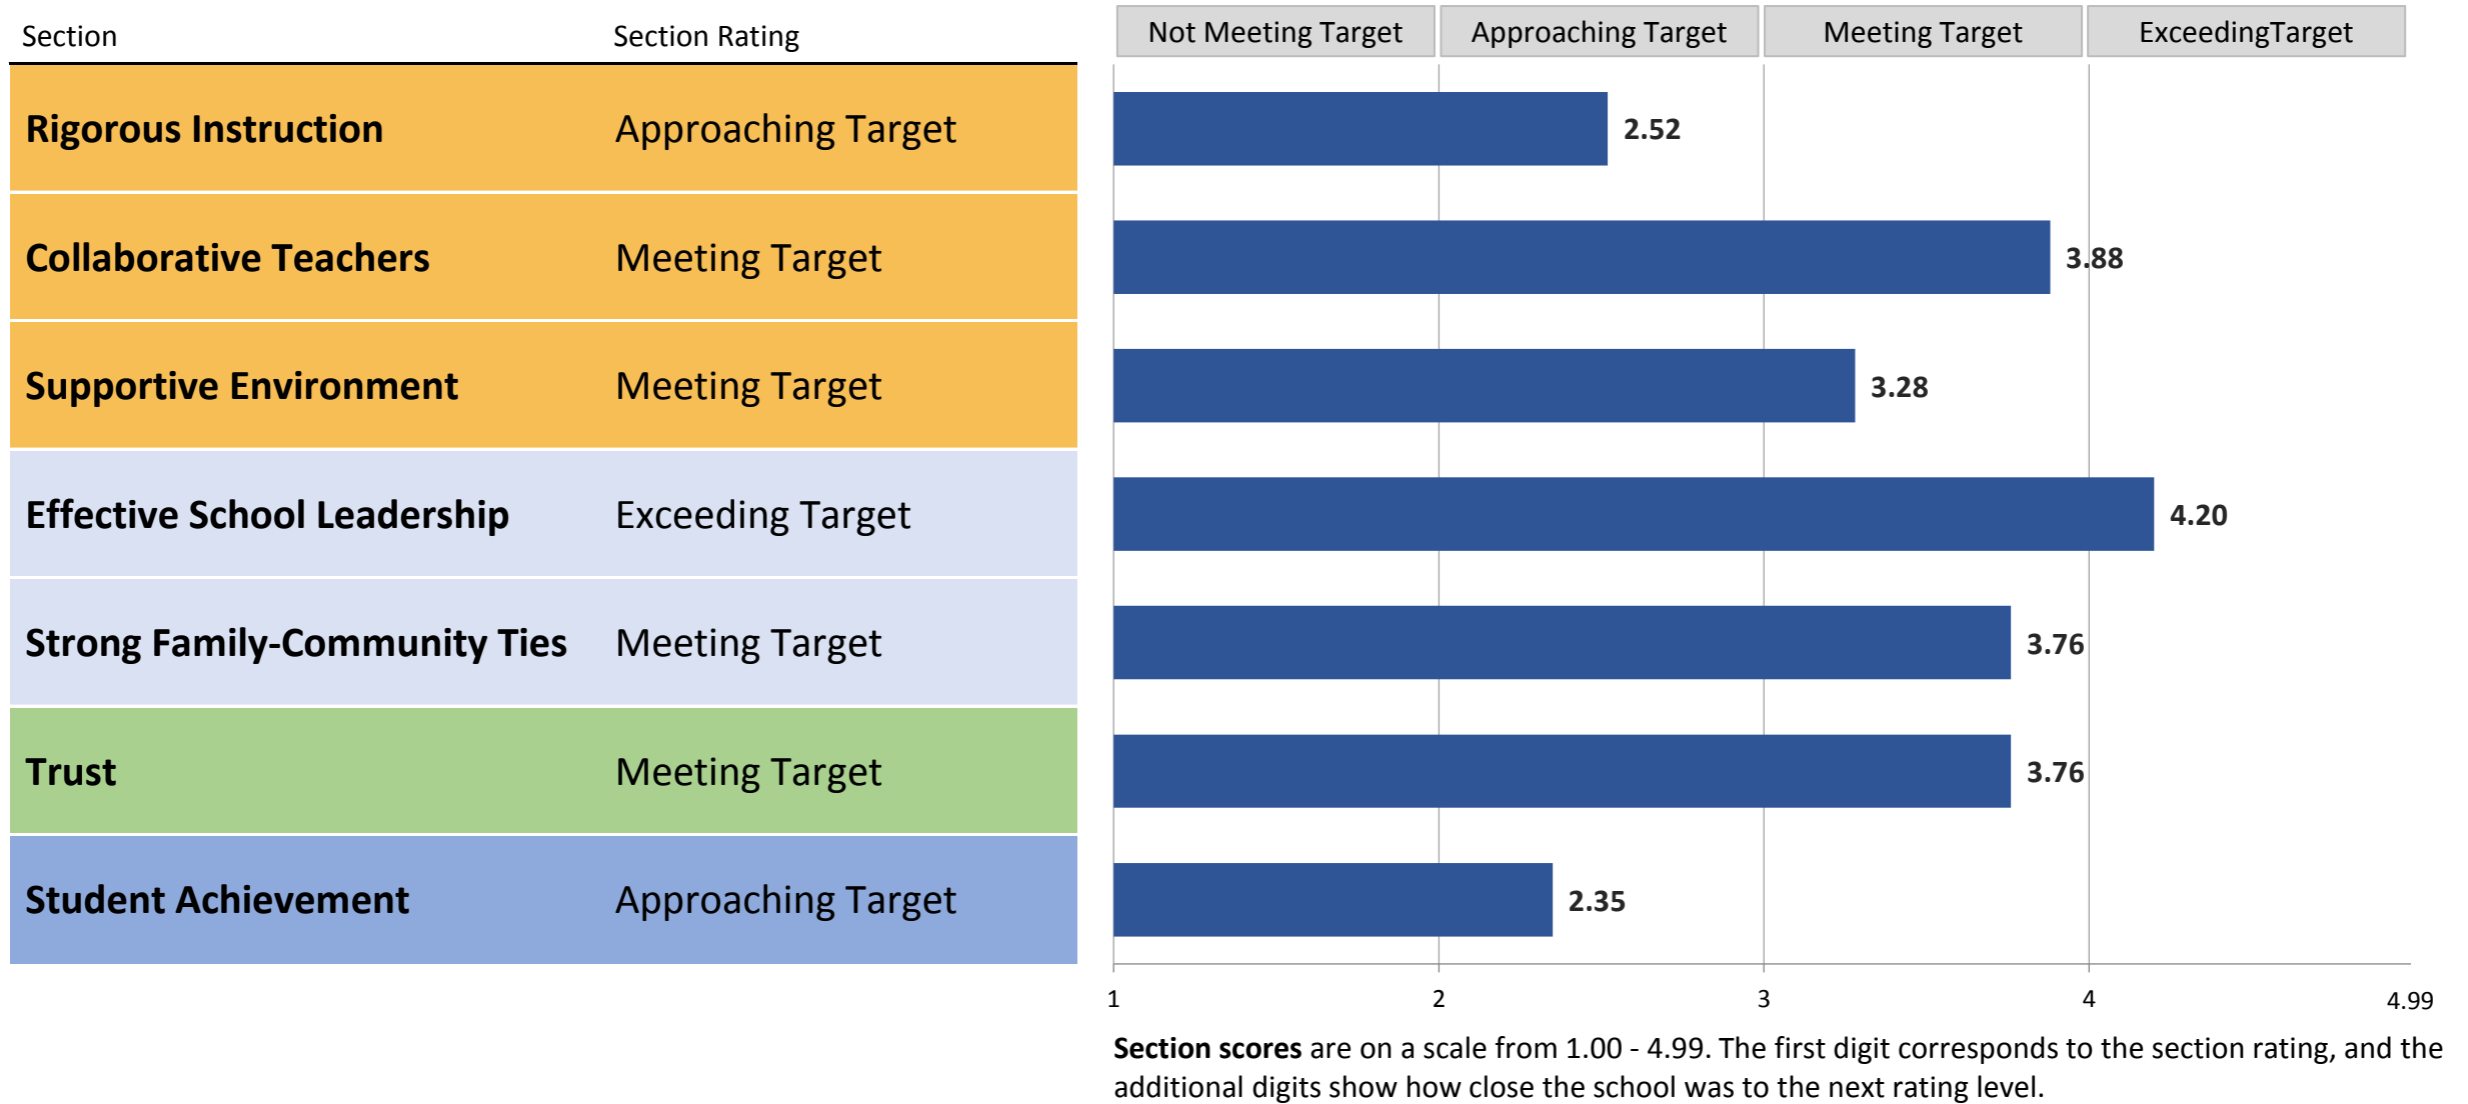 Section Section Rating Not Meeting Target Approaching Target Meeting Target ExceedingTarget
Rigorous Instruction Approaching Target 2.52
Collaborative Teachers Meeting Target 3.88
Supportive Environment Meeting Target 3.28
Effective School Leadership Exceeding Target 4.20
Strong Family-Community Ties Meeting Target 3.76
Trust Meeting Target 3.76
Student Achievement Approaching Target 2.35
1 2 3 4 4.99
Section scores are on a scale from 1.00 - 4.99. The first digit corresponds to the section rating, and the
additional digits show how close the school was to the next rating level.